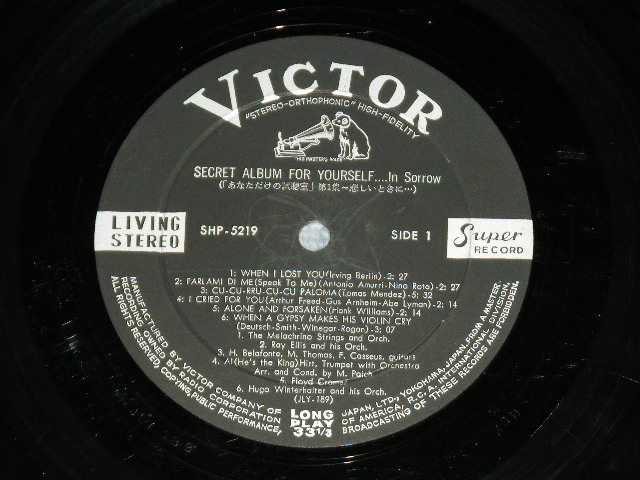 VICTOR
"STEREO-ORTHOPHONIC" HIGH-FIDELITY
"HIS MASTER'S VOICE"
SECRET ALBUM FOR YOURSELF....In Sorrow
(「あなただけの試聴室」第1集〜悲しいときに…)
LIVING
STEREO
SHP-5219
SIDE 1
Super
RECORD
1: WHEN I LOST YOU(Irving Berlin)-2: 27
2: PARLAMI DI ME(Speak To Me)(Antonio Amurri-Nino Rota)-2: 27
3: CU-CU-RRU-CU-CU PALOMA(Tomas Mendez)-5: 32
4: I CRIED FOR YOU(Arthur Freed-Gus Arnheim-Abe Lyman)-2: 14
5: ALONE AND FORSAKEN(Hank Williams)-2: 14
6: WHEN A GYPSY MAKES HIS VIOLIN CRY
(Deutsch-Smith-Winegar-Rogan)-3: 07
1. The Melachrino Strings and Orch.
2. Ray Ellis and his Orch.
3. H. Belafonte, M. Thomas, F. Casseus, guitars
4. Al(He's the King)Hirt, Trumpet with Orchestra
Arr. and Cond. by M. Paich
5. Floyd Cramer
6. Hugo Winterhalter and his Orch.
(JLY-189)
LONG
PLAY
33 1/3
MANUFACTURED BY VICTOR COMPANY OF JAPAN, LTD., YOKOHAMA, JAPAN, FROM A MASTER
RECORDING OWNED BY RADIO CORPORATION OF AMERICA, R.C.A. INTERNATIONAL DIVISION.
ALL RIGHTS RESERVED COPYING, PUBLIC PERFORMANCE, BROADCASTING OF THESE RECORDS ARE FORBIDDEN.